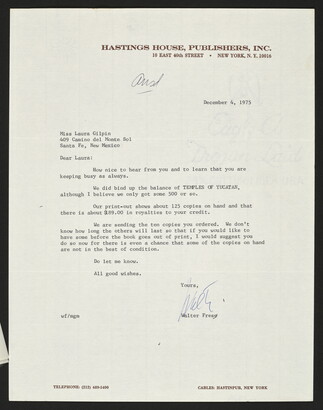 HASTINGS HOUSE, PUBLISHERS, INC.
10 EAST 40th STREET • NEW YORK, N. Y. 10016
and
December 4, 1975
Miss Laura Gilpin
409 Camino del Monte Sol
Santa Fe, New Mexico
Dear Laura:
How nice to hear from you and to learn that you are
keeping busy as always.
We did bind up the balance of TEMPLES OF YUCATAN,
although I believe we only got some 300 or so.
Our print-out shows about 125 copies on hand and that
there is about $89.00 in royalties to your credit.
We are sending the ten copies you ordered. We don't
know how long the others will last so that if you would like to
have some before the book goes out of print, I would suggest you
do so now for there is even a chance that some of the copies on hand
are not in the best of condition.
Do let me know.
All good wishes.
Yours,
Walter Frese
wf/mgm
TELEPHONE: (212) 689-5400
CABLES: HASTISPUB, NEW YORK